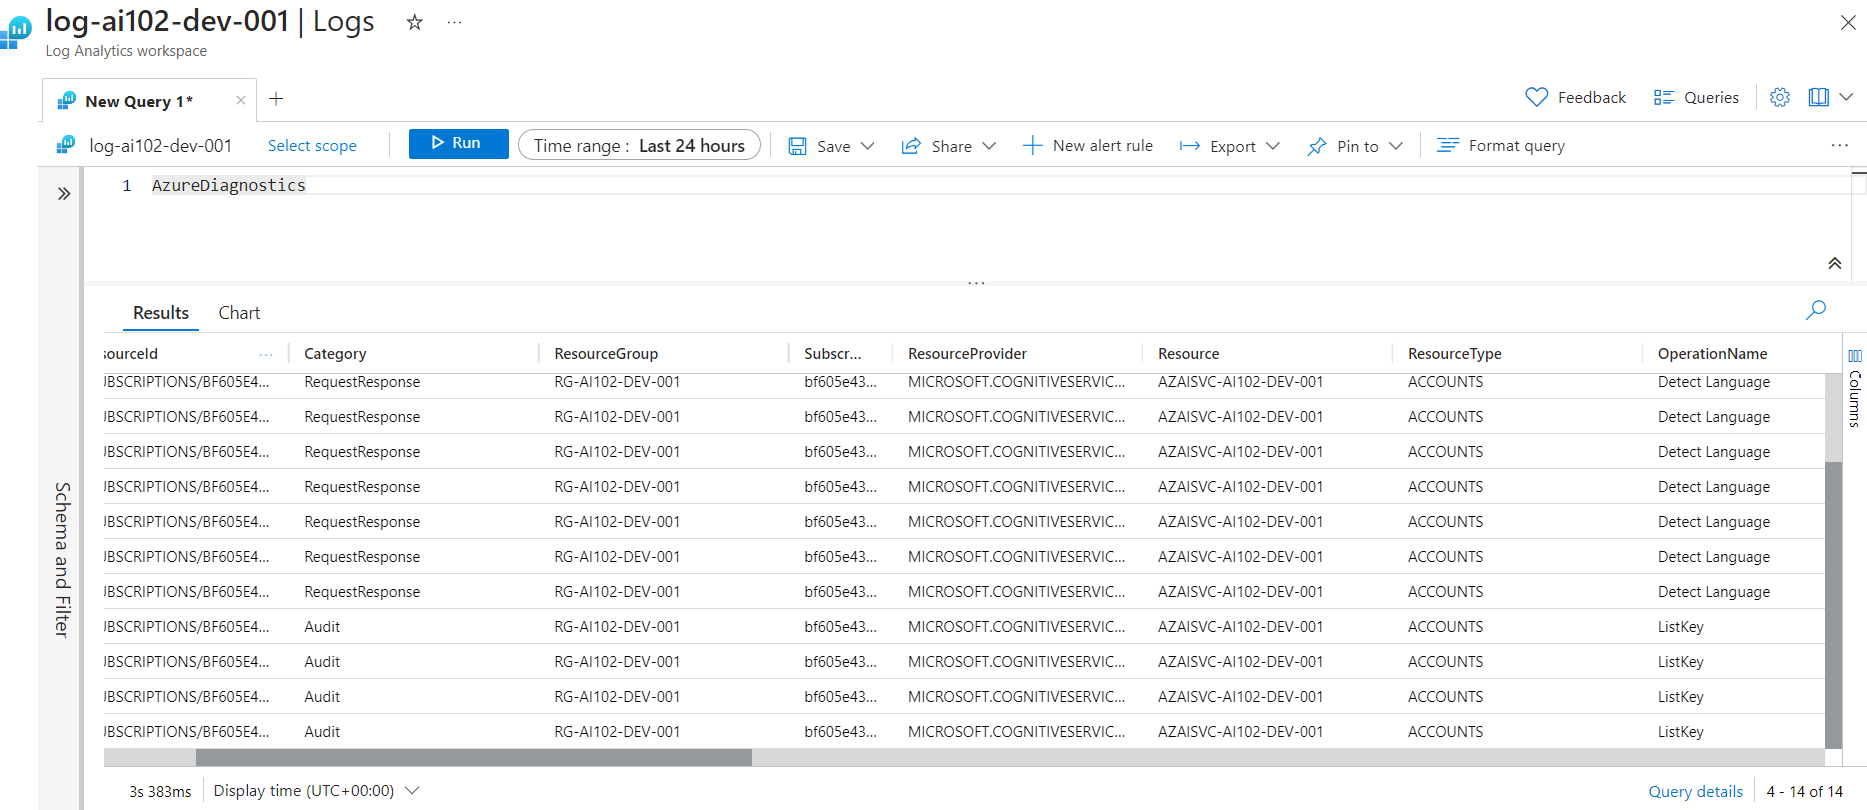 log-ai102-dev-001 | Logs
Log Analytics workspace
New Query 1*
Feedback
Queries
log-ai102-dev-001 Select scope Run Time range : Last 24 hours Save Share New alert rule Export Pin to Format query
1 AzureDiagnostics
Schema and Filter
Results Chart
sourceId ... Category ResourceGroup Subscr... ResourceProvider Resource ResourceType OperationName
Columns
UBSCRIPTIONS/BF605E4... RequestResponse RG-AI102-DEV-001 bf605e43... MICROSOFT.COGNITIVESERVIC... AZAISVC-AI102-DEV-001 ACCOUNTS Detect Language
UBSCRIPTIONS/BF605E4... RequestResponse RG-AI102-DEV-001 bf605e43... MICROSOFT.COGNITIVESERVIC... AZAISVC-AI102-DEV-001 ACCOUNTS Detect Language
UBSCRIPTIONS/BF605E4... RequestResponse RG-AI102-DEV-001 bf605e43... MICROSOFT.COGNITIVESERVIC... AZAISVC-AI102-DEV-001 ACCOUNTS Detect Language
UBSCRIPTIONS/BF605E4... RequestResponse RG-AI102-DEV-001 bf605e43... MICROSOFT.COGNITIVESERVIC... AZAISVC-AI102-DEV-001 ACCOUNTS Detect Language
UBSCRIPTIONS/BF605E4... RequestResponse RG-AI102-DEV-001 bf605e43... MICROSOFT.COGNITIVESERVIC... AZAISVC-AI102-DEV-001 ACCOUNTS Detect Language
UBSCRIPTIONS/BF605E4... RequestResponse RG-AI102-DEV-001 bf605e43... MICROSOFT.COGNITIVESERVIC... AZAISVC-AI102-DEV-001 ACCOUNTS Detect Language
UBSCRIPTIONS/BF605E4... RequestResponse RG-AI102-DEV-001 bf605e43... MICROSOFT.COGNITIVESERVIC... AZAISVC-AI102-DEV-001 ACCOUNTS Detect Language
UBSCRIPTIONS/BF605E4... Audit RG-AI102-DEV-001 bf605e43... MICROSOFT.COGNITIVESERVIC... AZAISVC-AI102-DEV-001 ACCOUNTS ListKey
UBSCRIPTIONS/BF605E4... Audit RG-AI102-DEV-001 bf605e43... MICROSOFT.COGNITIVESERVIC... AZAISVC-AI102-DEV-001 ACCOUNTS ListKey
UBSCRIPTIONS/BF605E4... Audit RG-AI102-DEV-001 bf605e43... MICROSOFT.COGNITIVESERVIC... AZAISVC-AI102-DEV-001 ACCOUNTS ListKey
UBSCRIPTIONS/BF605E4... Audit RG-AI102-DEV-001 bf605e43... MICROSOFT.COGNITIVESERVIC... AZAISVC-AI102-DEV-001 ACCOUNTS ListKey
3s 383ms Display time (UTC+00:00) Query details 4 - 14 of 14